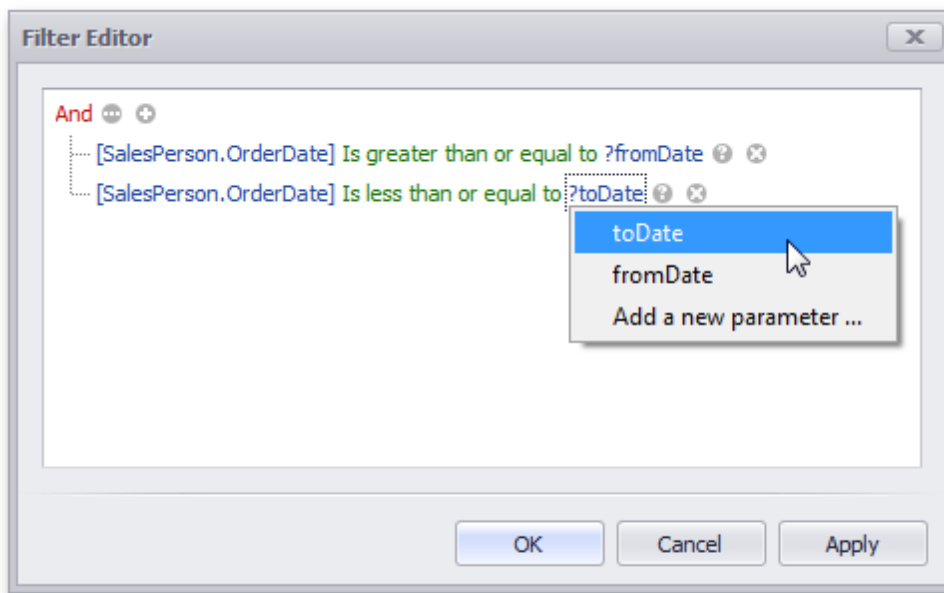 Filter Editor
And
[SalesPerson.OrderDate] Is greater than or equal to ?fromDate
[SalesPerson.OrderDate] Is less than or equal to ?toDate
toDate
fromDate
Add a new parameter ...
OK Cancel Apply